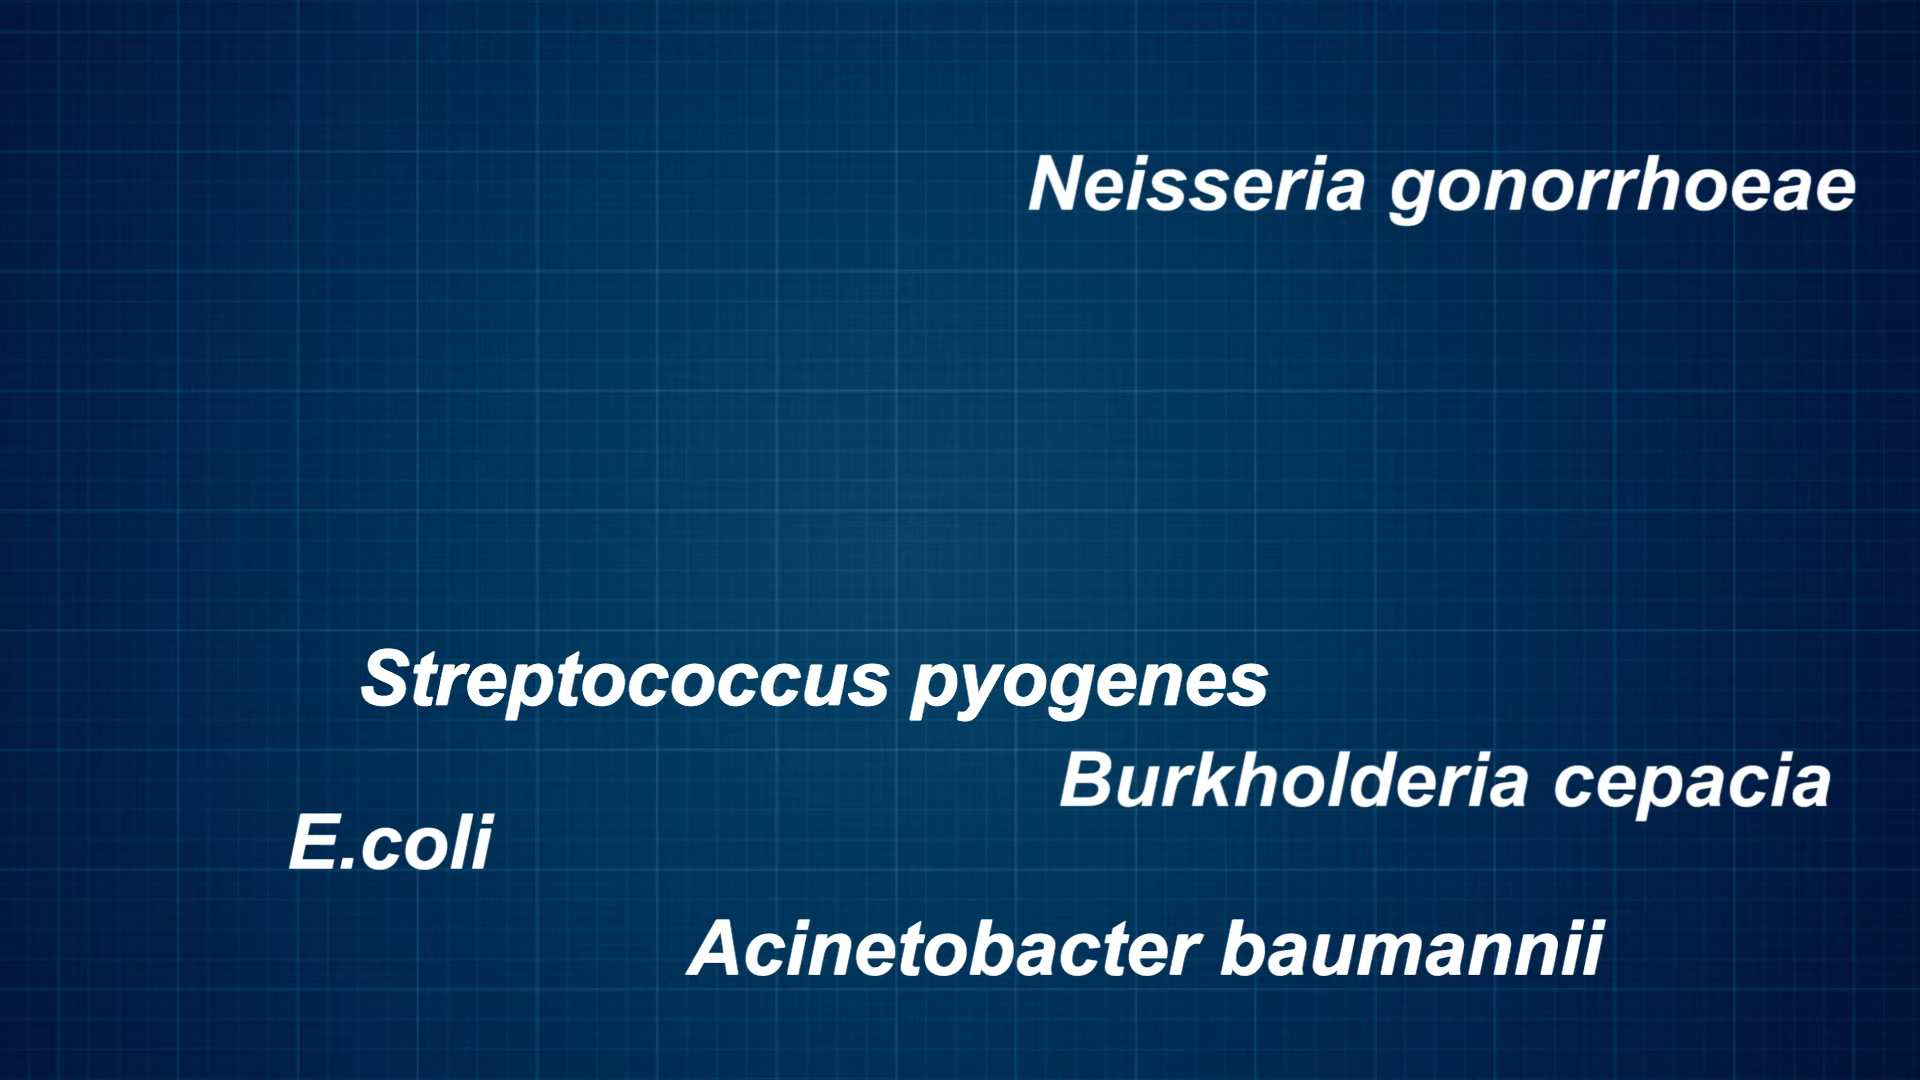 Neisseria gonorrhoeae
Streptococcus pyogenes
Burkholderia cepacia
E.coli
Acinetobacter baumannii